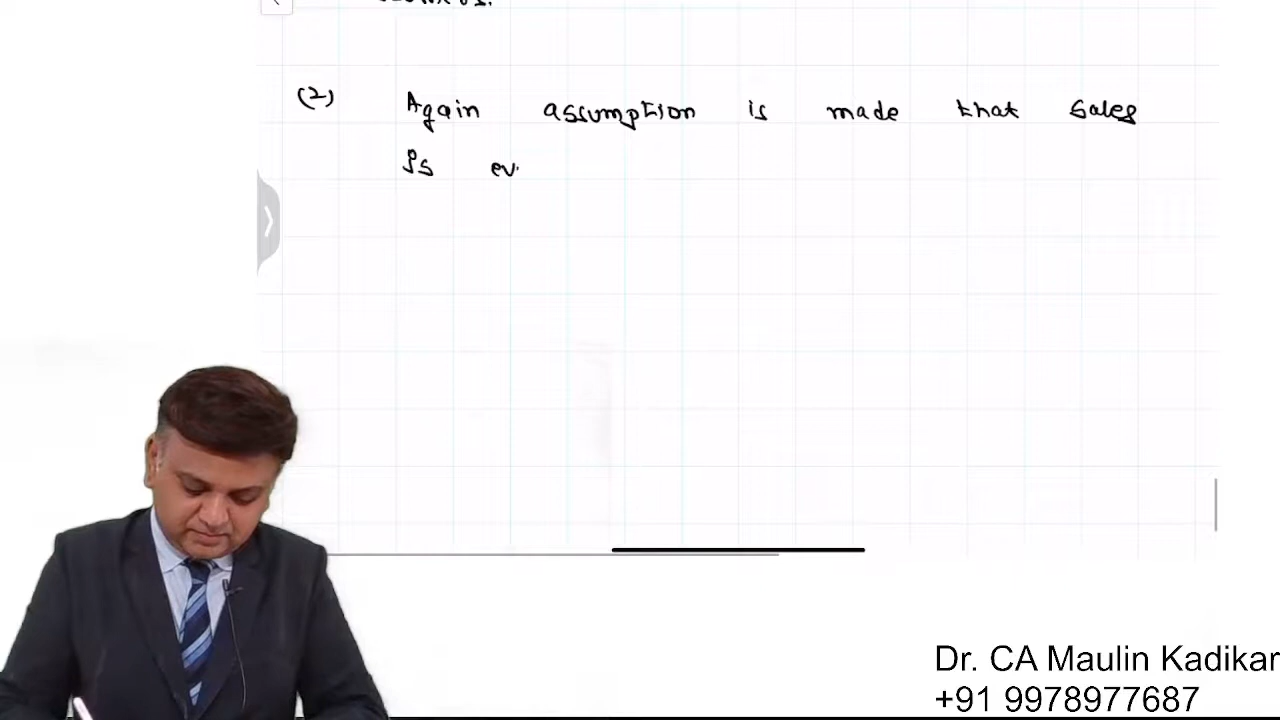 (2) Again assumption is made that sales
is ev
Dr. CA Maulin Kadikar
+91 9978977687